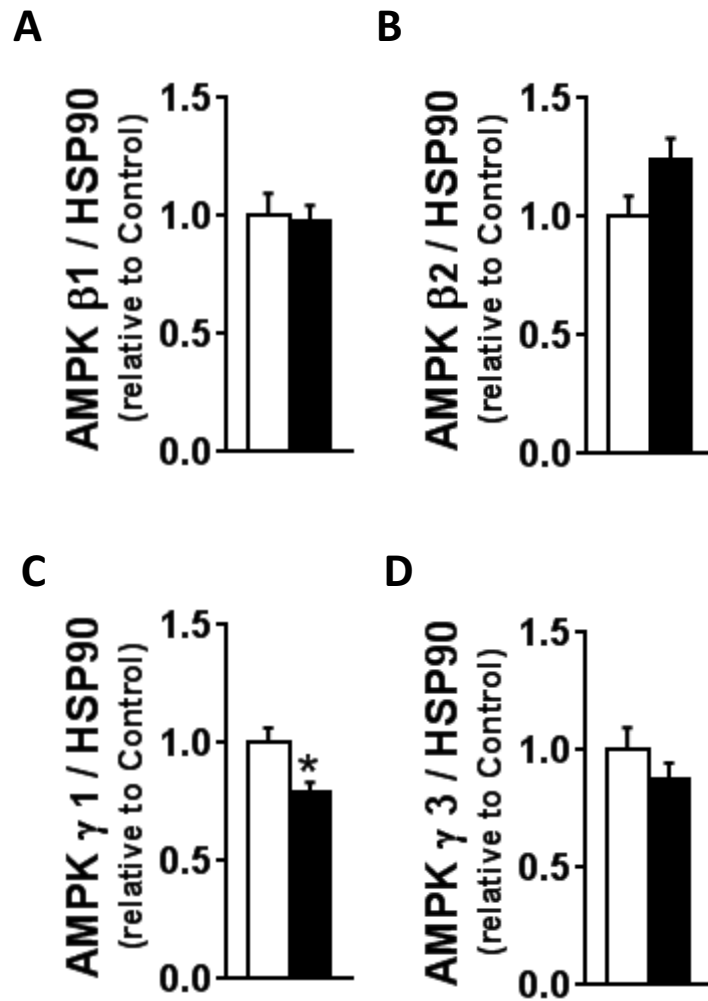 A
AMPK β1 / HSP90
(relative to Control)
1.5
1.0
0.5
0.0
B
AMPK β2 / HSP90
(relative to Control)
1.5
1.0
0.5
0.0
C
AMPK γ 1 / HSP90
(relative to Control)
1.5
1.0
0.5
0.0
*
D
AMPK γ 3 / HSP90
(relative to Control)
1.5
1.0
0.5
0.0